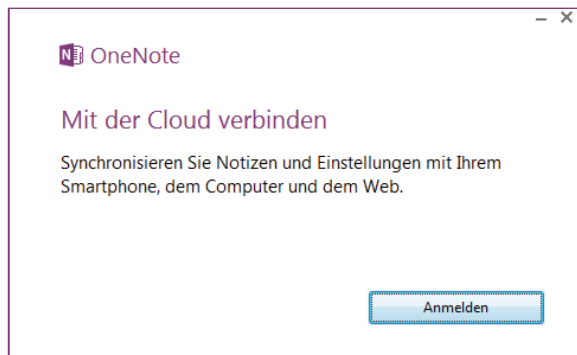 OneNote
Mit der Cloud verbinden
Synchronisieren Sie Notizen und Einstellungen mit Ihrem
Smartphone, dem Computer und dem Web.
Anmelden